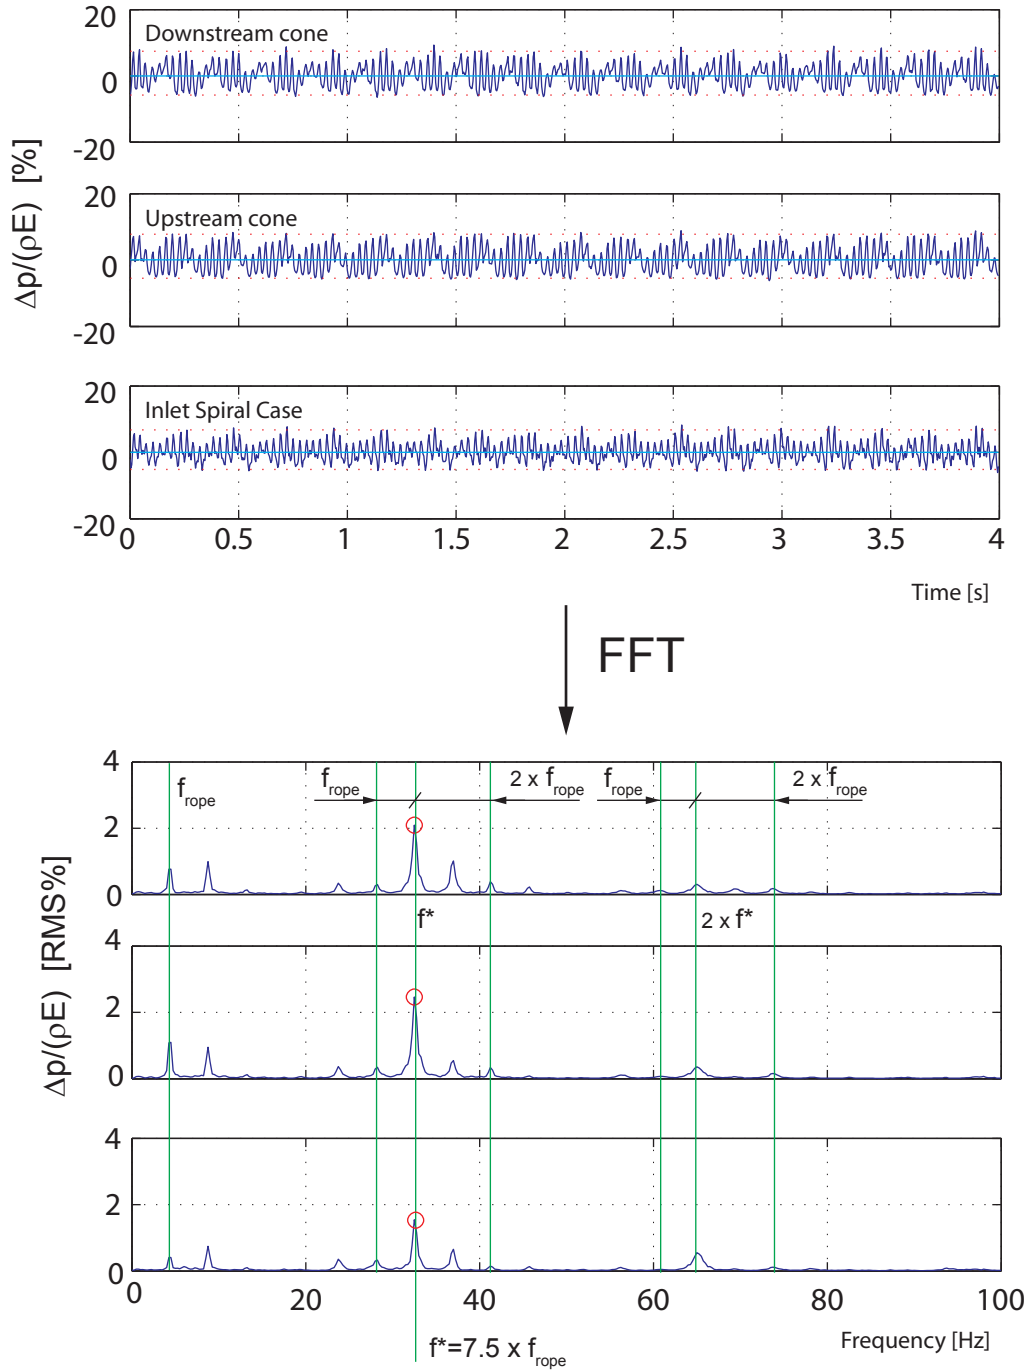 20
Downstream cone
0
-20
20
Upstream cone
0
-20
20
Inlet Spiral Case
0
-20
Δp/(ρE) [%]
0 0.5 1 1.5 2 2.5 3 3.5 4
Time [s]
FFT
4
f_rope f_rope 2 x f_rope f_rope 2 x f_rope
2
0
f* 2 x f*
4
2
0
4
2
0
Δp/(ρE) [RMS%]
0 20 40 60 80 100
f*=7.5 x f_rope
Frequency [Hz]